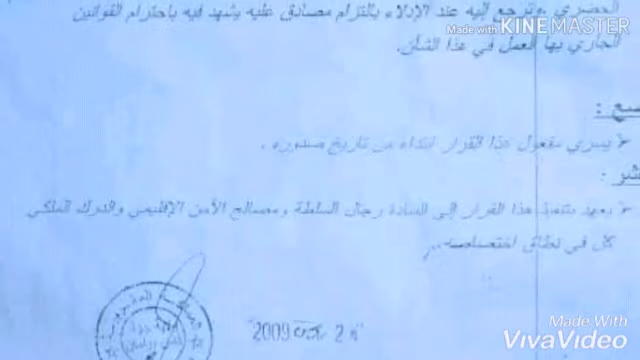 الحضري وترجع إليه عند الإدلاء بالتزام مصادق عليه يشهد فيه باحترام القوانين
الجاري بها العمل في هذا الشأن.
يسري مفعول هذا القرار ابتداء من تاريخ صدوره .
يعهد بتنفيذ هذا القرار إلى السادة رجال السلطة ومصالح الأمن الإقليمي والدرك الملكي
كل في نطاق اختصاصه..
2 2009
Made with KINEMASTER
Made With
VivaVideo